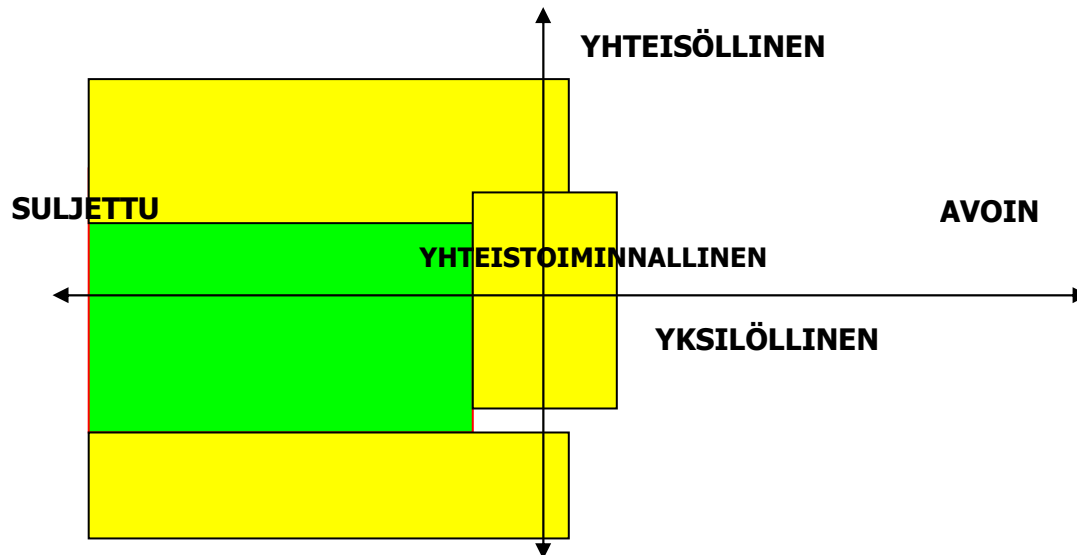 YHTEISÖLLINEN
SULJETTU
AVOIN
YHTEISTOIMINNALLINEN
YKSILÖLLINEN